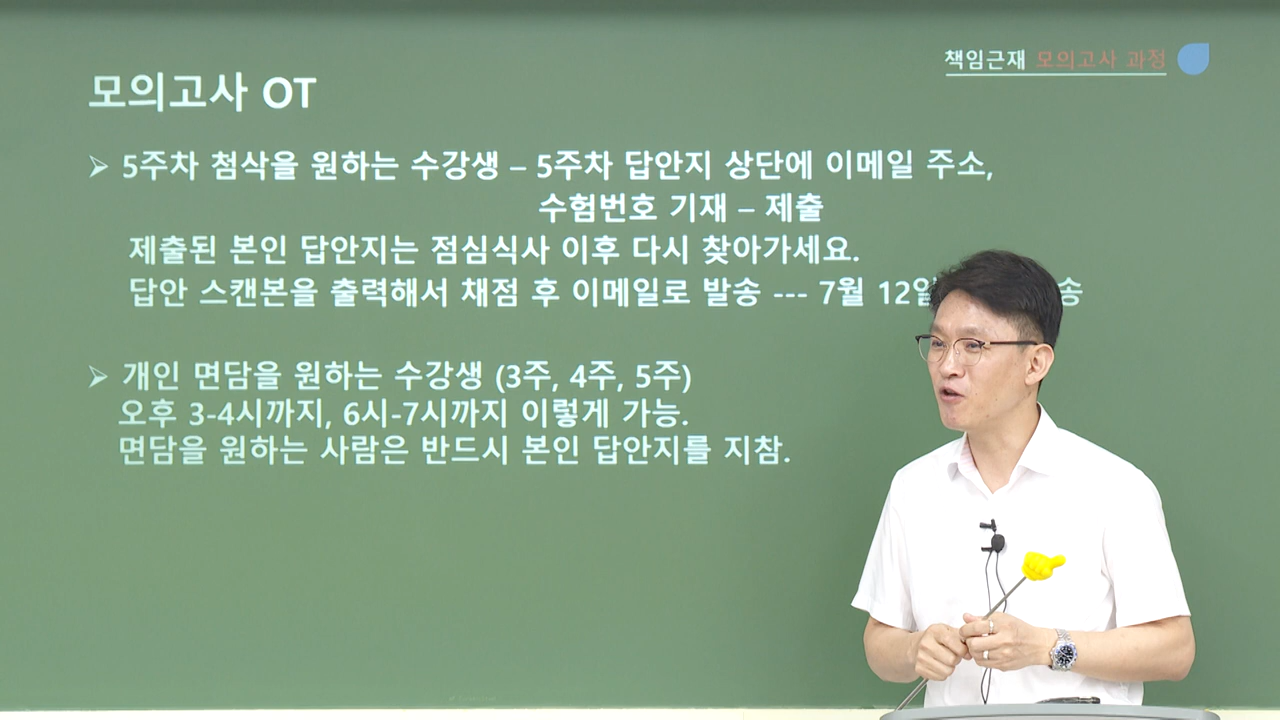 책임근재 모의고사 과정
모의고사 OT
➢ 5주차 첨삭을 원하는 수강생 – 5주차 답안지 상단에 이메일 주소,
수험번호 기재 – 제출
제출된 본인 답안지는 점심식사 이후 다시 찾아가세요.
답안 스캔본을 출력해서 채점 후 이메일로 발송 --- 7월 12일 송
➢ 개인 면담을 원하는 수강생 (3주, 4주, 5주)
오후 3-4시까지, 6시-7시까지 이렇게 가능.
면담을 원하는 사람은 반드시 본인 답안지를 지참.